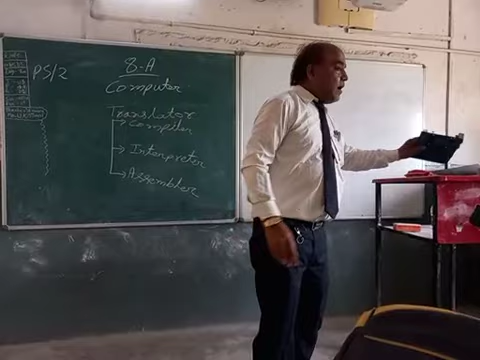 PS/2
8-A
Computer
Translator
Compiler
Interpreter
Assembler